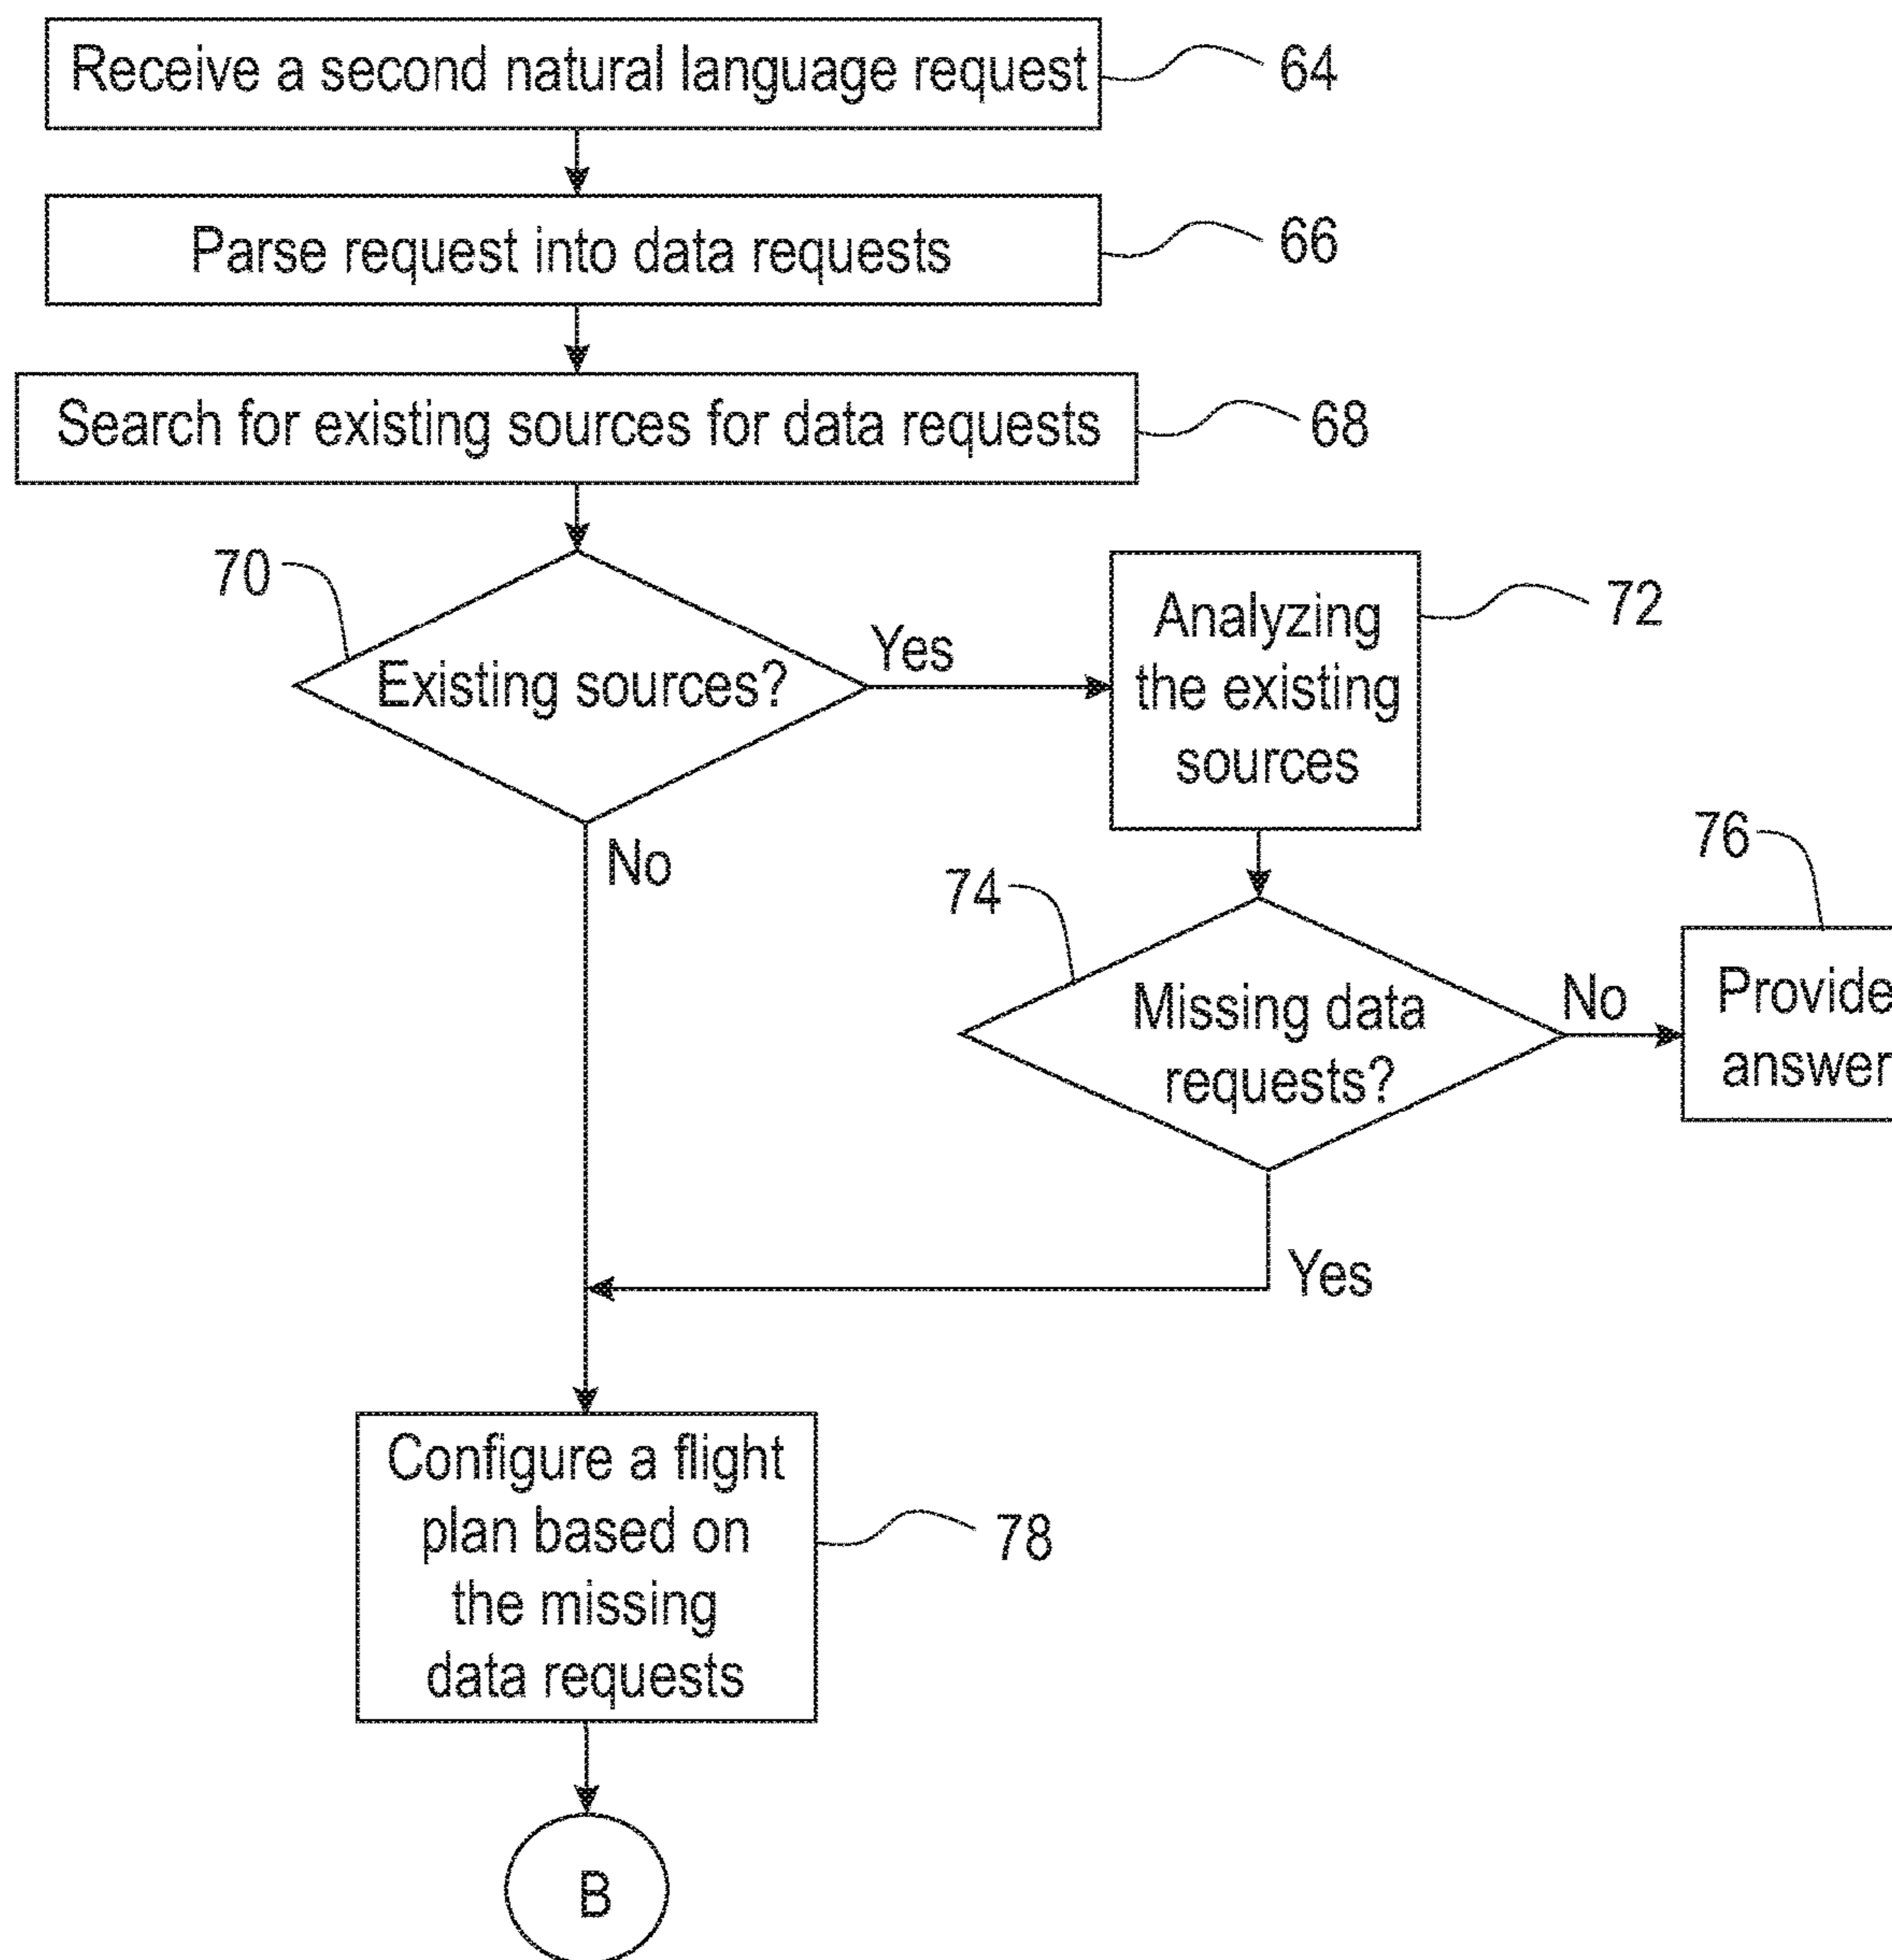 Receive a second natural language request
64
Parse request into data requests
66
Search for existing sources for data requests
68
70
Existing sources?
Yes
Analyzing
the existing
sources
72
No
74
Missing data
requests?
No
76
Provide
answer
Yes
Configure a flight
plan based on
the missing
data requests
78
B